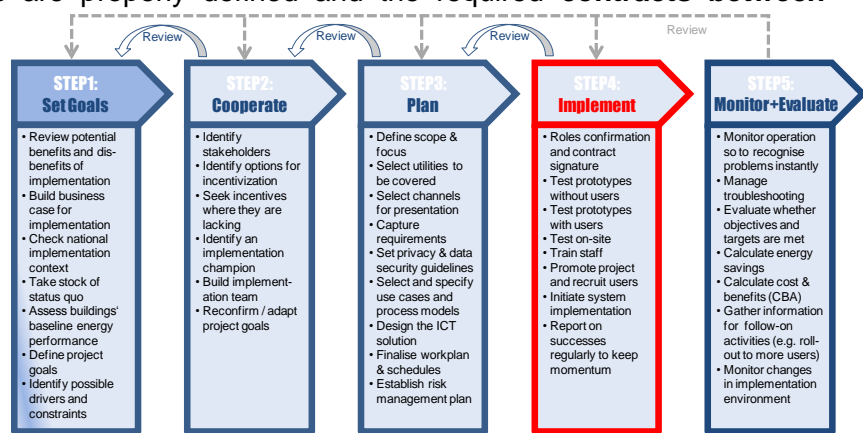 are properly defined and the required contracts between
Review
Review
Review
Review
STEP1:
Set Goals
• Review potential
benefits and dis-
benefits of
implementation
• Build business
case for
implementation
• Check national
implementation
context
• Take stock of
status quo
• Assess buildings'
baseline energy
performance
• Define project
goals
• Identify possible
drivers and
constraints
STEP2:
Cooperate
• Identify
stakeholders
• Identify options for
incentivization
• Seek incentives
where they are
lacking
• Identify an
implementation
champion
• Build implement-
ation team
• Reconfirm / adapt
project goals
STEP3:
Plan
• Define scope &
focus
• Select utilities to
be covered
• Select channels
for presentation
• Capture
requirements
• Set privacy & data
security guidelines
• Select and specify
use cases and
process models
• Design the ICT
solution
• Finalise workplan
& schedules
• Establish risk
management plan
STEP4:
Implement
• Roles confirmation
and contract
signature
• Test prototypes
without users
• Test prototypes
with users
• Test on-site
• Train staff
• Promote project
and recruit users
• Initiate system
implementation
• Report on
successes
regularly to keep
momentum
STEP5:
Monitor+Evaluate
• Monitor operation
so to recognise
problems instantly
• Manage
troubleshooting
• Evaluate whether
objectives and
targets are met
• Calculate energy
savings
• Calculate cost &
benefits (CBA)
• Gather information
for follow-on
activities (e.g. roll-
out to more users)
• Monitor changes
in implementation
environment